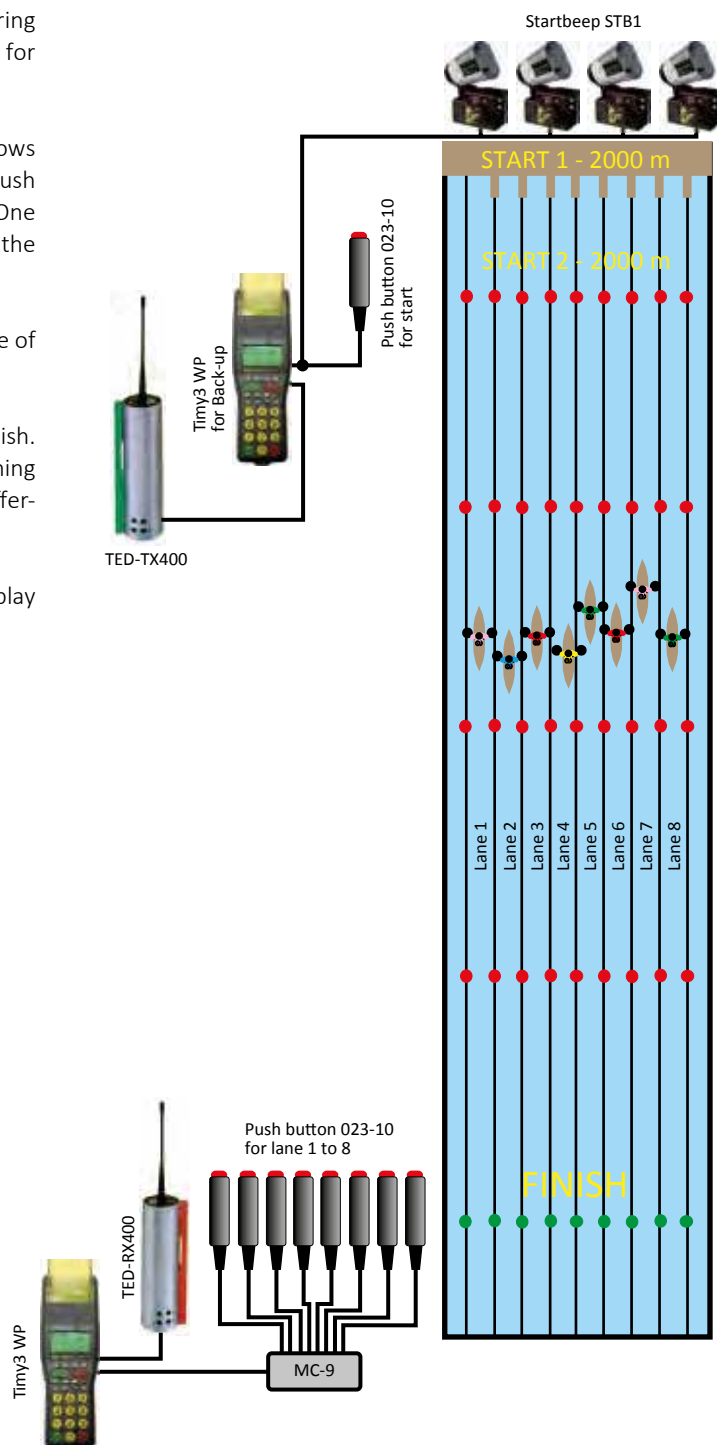 ring
for
ows
ush
One
the
e of
ish.
ning
ffer-
play
Startbeep STB1
START 1 - 2000 m
START 2 - 2000 m
Push button 023-10
for start
Timy3 WP
for Back-up
TED-TX400
Lane 1
Lane 2
Lane 3
Lane 4
Lane 5
Lane 6
Lane 7
Lane 8
Push button 023-10
for lane 1 to 8
FINISH
TED-RX400
Timy3 WP
MC-9